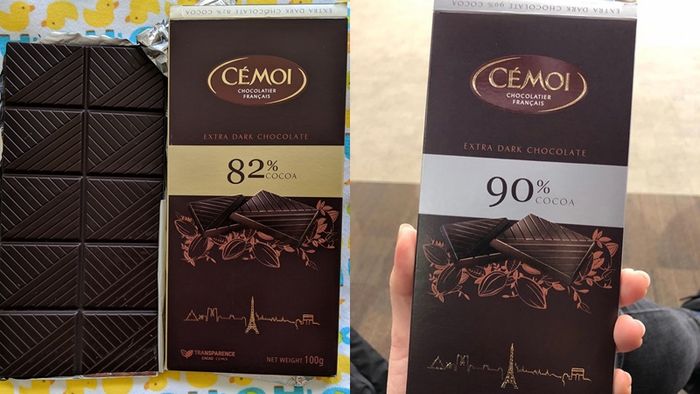 EXTRA DARK CHOCOLATE 82% COCOA
CÉMOI
CHOCOLATIER
FRANÇAIS
EXTRA DARK CHOCOLATE
82%
COCOA
TRANSPARENCE
CACAO
NET WEIGHT 100g
EXTRA DARK CHOCOLATE 90% COCOA
CÉMOI
CHOCOLATIER
FRANÇAIS
EXTRA DARK CHOCOLATE
90%
COCOA